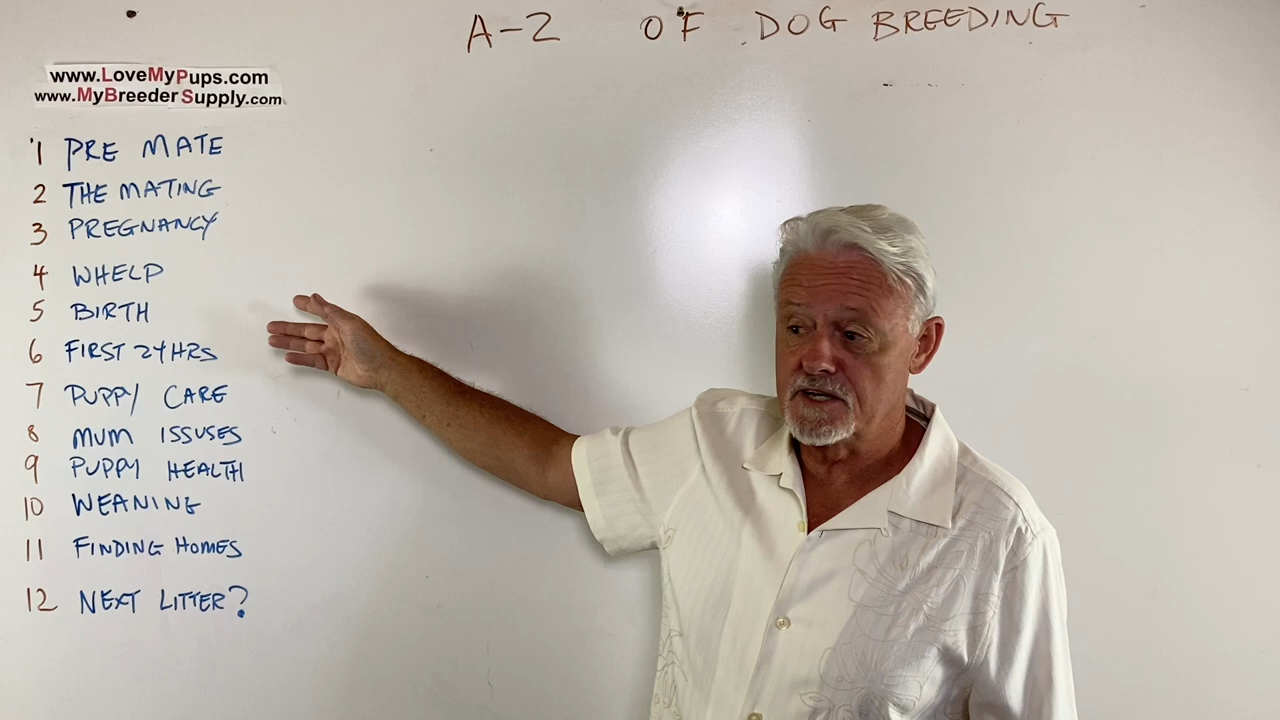 A-Z OF DOG BREEDING
www.LoveMyPups.com
www.MyBreederSupply.com
1 PRE MATE
2 THE MATING
3 PREGNANCY
4 WHELP
5 BIRTH
6 FIRST 24HRS
7 PUPPY CARE
8 MUM ISSUSES
9 PUPPY HEALTH
10 WEANING
11 FINDING HOMES
12 NEXT LITTER?